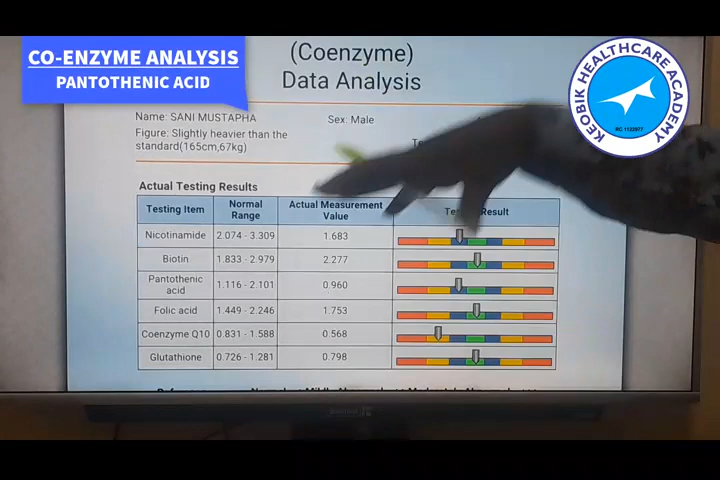 CO-ENZYME ANALYSIS
PANTOTHENIC ACID
(Coenzyme)
Data Analysis
KEOBIK HEALTHCARE ACADEMY
RC 1122977
Name: SANI MUSTAPHA Sex: Male
Figure: Slightly heavier than the
standard(165cm,67kg)
Actual Testing Results
Testing Item Normal Range Actual Measurement Value Result
Nicotinamide 2.074 - 3.309 1.683
Biotin 1.833 - 2.979 2.277
Pantothenic acid 1.116 - 2.101 0.960
Folic acid 1.449 - 2.246 1.753
Coenzyme Q10 0.831 - 1.588 0.568
Glutathione 0.726 - 1.281 0.798